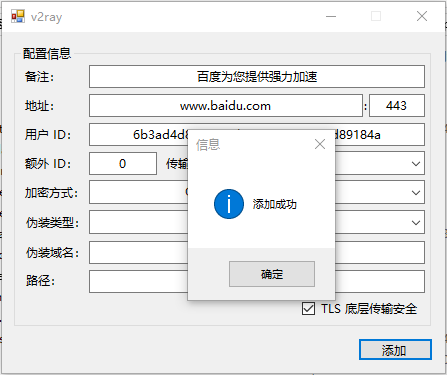 v2ray
配置信息
备注:
百度为您提供强力加速
地址:
www.baidu.com : 443
用户 ID:
6b3ad4d8
d89184a
信息
额外 ID:
0
传输
加密方式:
添加成功
伪装类型:
伪装域名:
确定
路径:
TLS 底层传输安全
添加